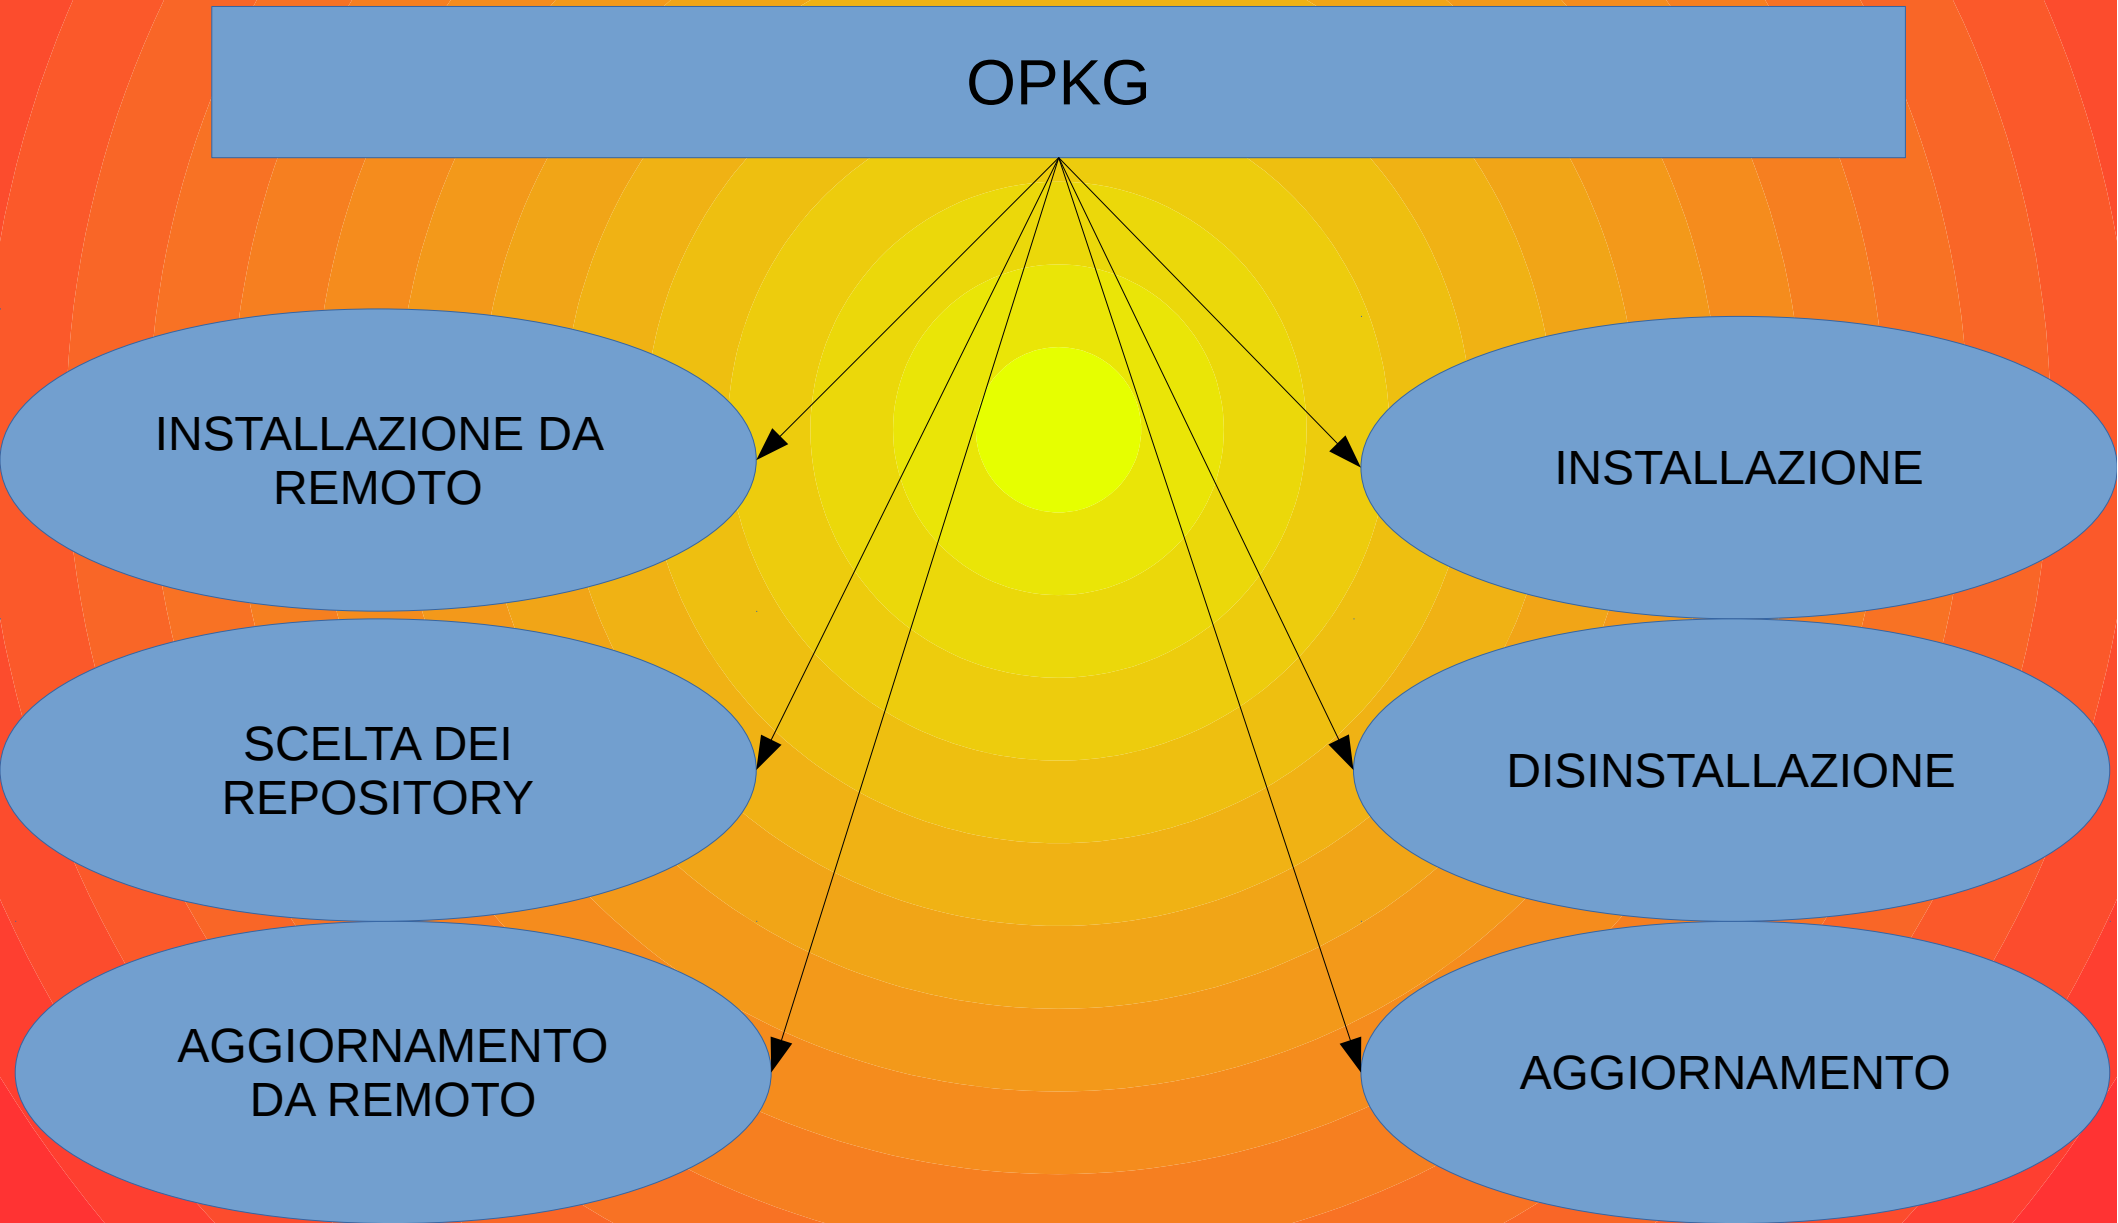 OPKG
INSTALLAZIONE DA
REMOTO
INSTALLAZIONE
SCELTA DEI
REPOSITORY
DISINSTALLAZIONE
AGGIORNAMENTO
DA REMOTO
AGGIORNAMENTO